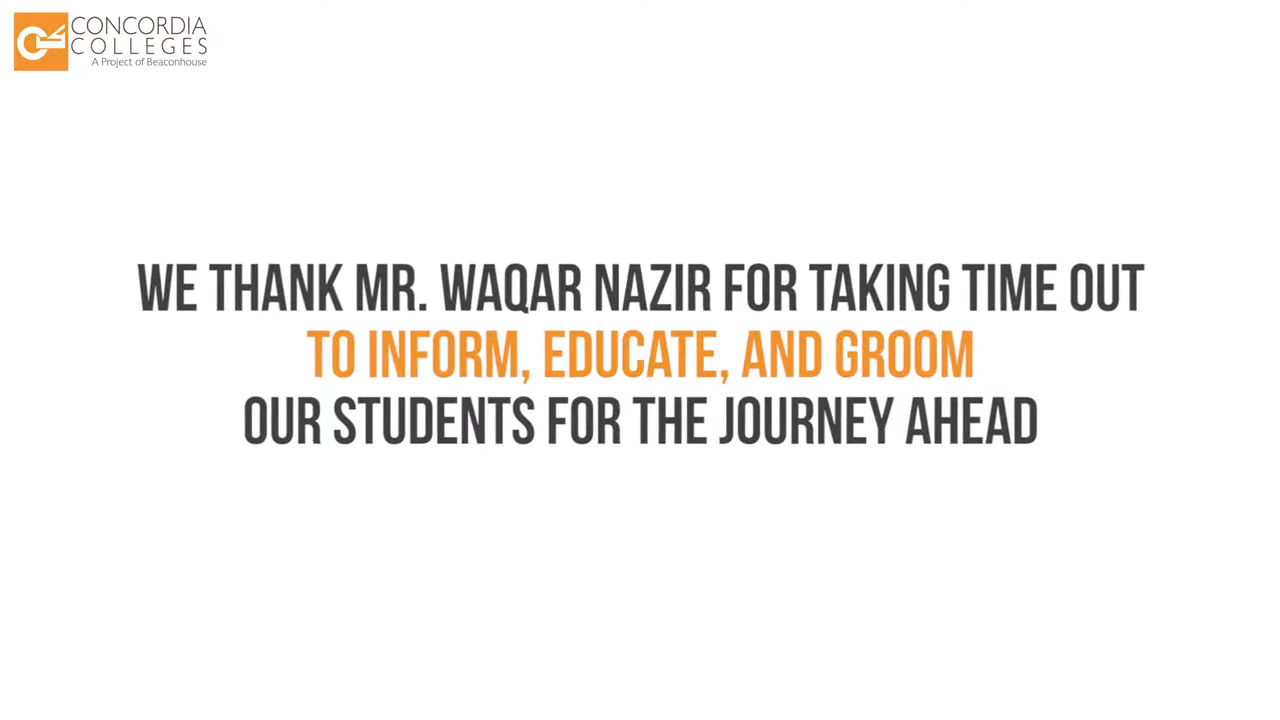 CONCORDIA
COLLEGES
A Project of Beaconhouse
WE THANK MR. WAQAR NAZIR FOR TAKING TIME OUT
TO INFORM, EDUCATE, AND GROOM
OUR STUDENTS FOR THE JOURNEY AHEAD